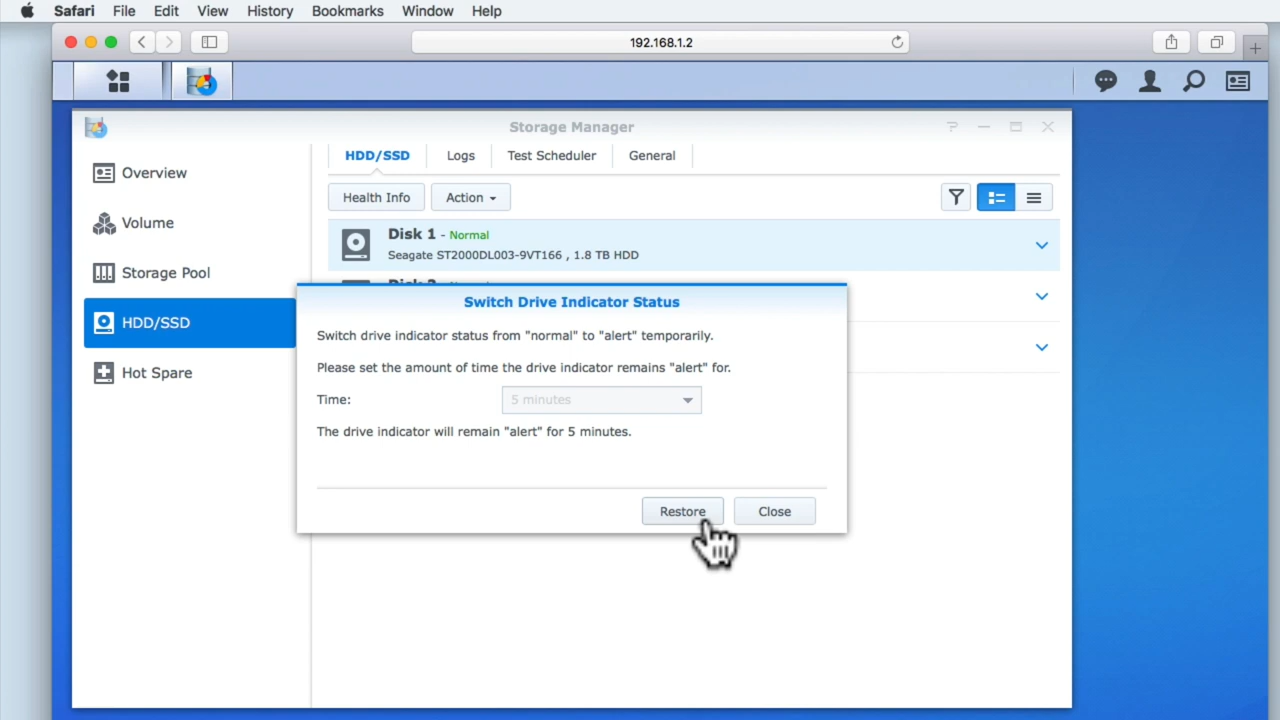 Safari File Edit View History Bookmarks Window Help
192.168.1.2
Storage Manager
Overview
Volume
Storage Pool
HDD/SSD
Hot Spare
HDD/SSD Logs Test Scheduler General
Health Info Action
Disk 1 - Normal
Seagate ST2000DL003-9VT166 , 1.8 TB HDD
Switch Drive Indicator Status
Switch drive indicator status from "normal" to "alert" temporarily.
Please set the amount of time the drive indicator remains "alert" for.
Time: 5 minutes
The drive indicator will remain "alert" for 5 minutes.
Restore Close